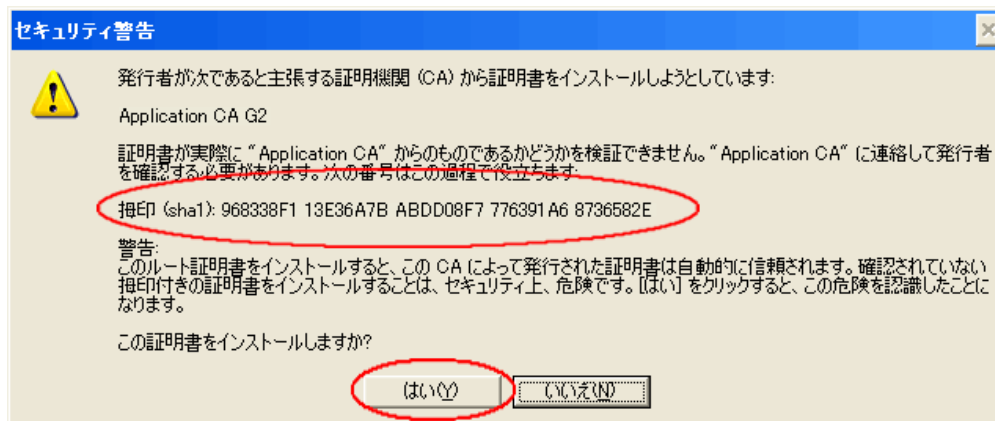 セキュリティ警告
発行者が次であると主張する証明機関 (CA) から証明書をインストールしようとしています:
Application CA G2
証明書が実際に “Application CA” からのものであるかどうかを検証できません。“Application CA” に連絡して発行者
を確認する必要があります。次の番号はこの過程で役立ちます:
拇印 (sha1): 968338F1 13E36A7B ABDD08F7 776391A6 8736582E
警告:
このルート証明書をインストールすると、この CA によって発行された証明書は自動的に信頼されます。確認されていない
拇印付きの証明書をインストールすることは、セキュリティ上、危険です。[はい] をクリックすると、この危険を認識したことに
なります。
この証明書をインストールしますか?
はい(Y) いいえ(N)